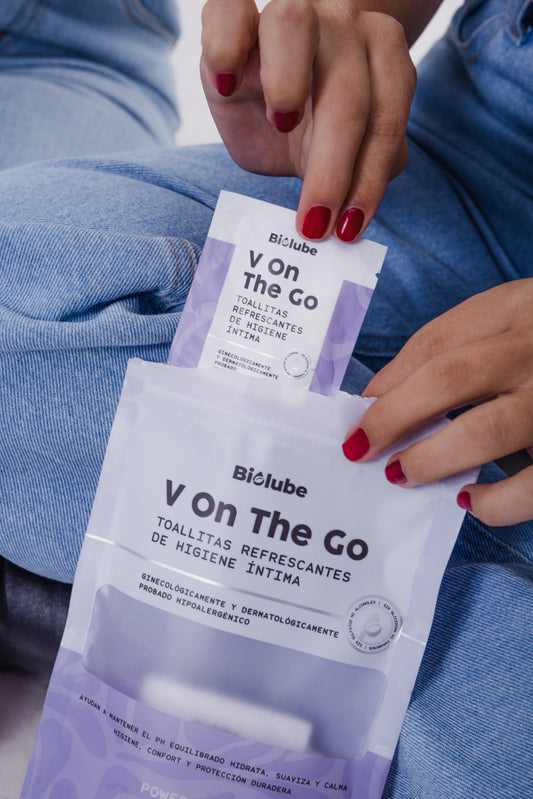 Biolube
V On
The Go
TOALLITAS
REFRESCANTES
DE HIGIENE
ÍNTIMA
GINECOLÓGICAMENTE
Y DERMATOLÓGICAMENTE
PROBADO
Biolube
V On The Go
TOALLITAS REFRESCANTES
DE HIGIENE ÍNTIMA
GINECOLÓGICAMENTE Y DERMATOLÓGICAMENTE
PROBADO HIPOALERGÉNICO
AYUDAN A MANTENER EL PH EQUILIBRADO HIDRATA, SUAVIZA Y CALMA
HIGIENE, CONFORT Y PROTECCIÓN DURADERA